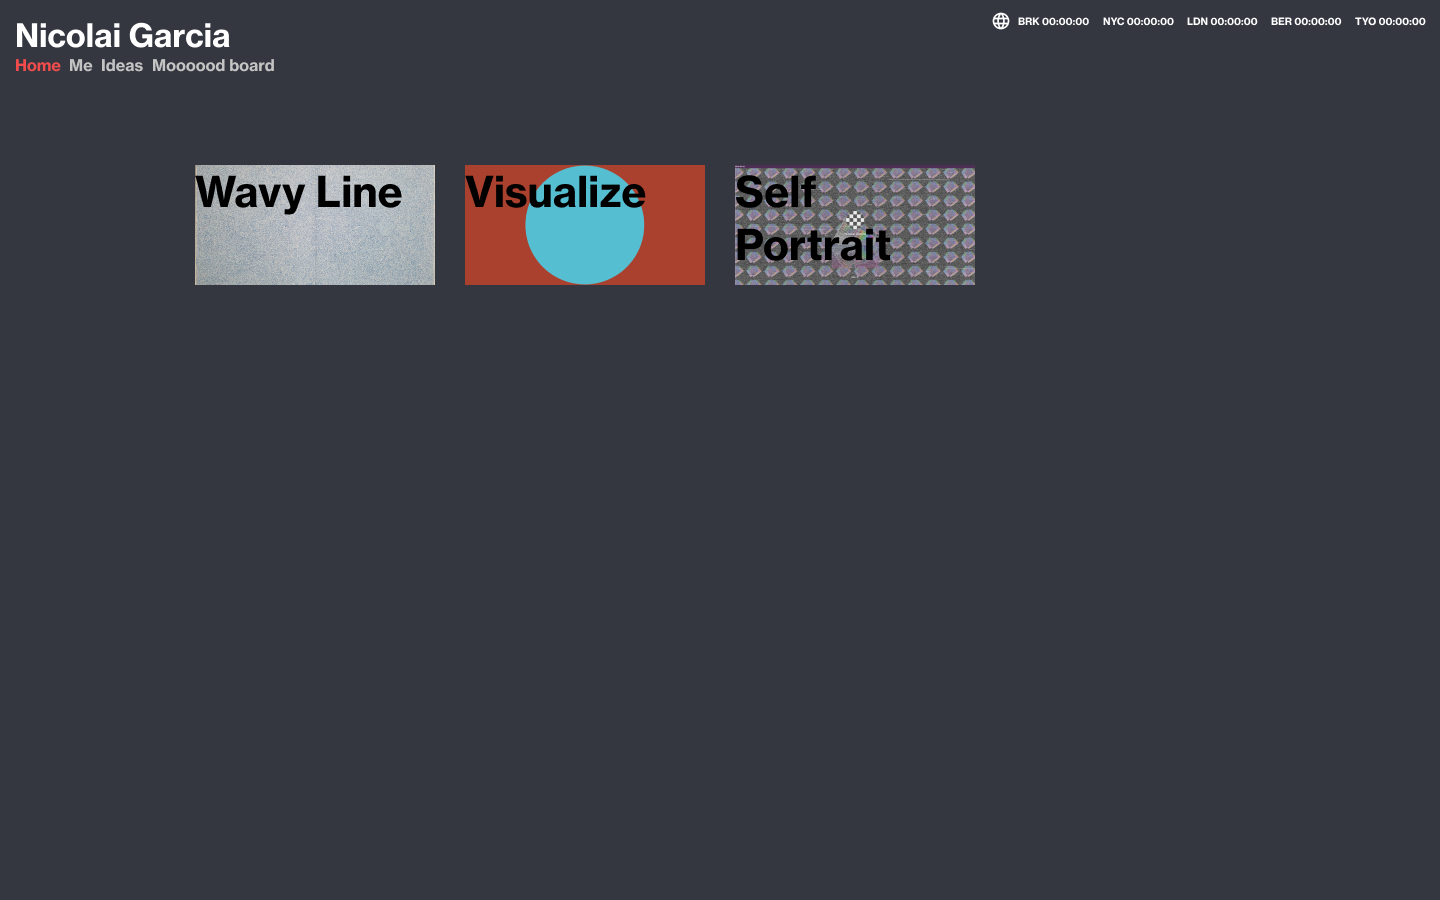 Nicolai Garcia
Home Me Ideas Moooood board
BRK 00:00:00 NYC 00:00:00 LDN 00:00:00 BER 00:00:00 TYO 00:00:00
Wavy Line
Visualize
Self
Portrait